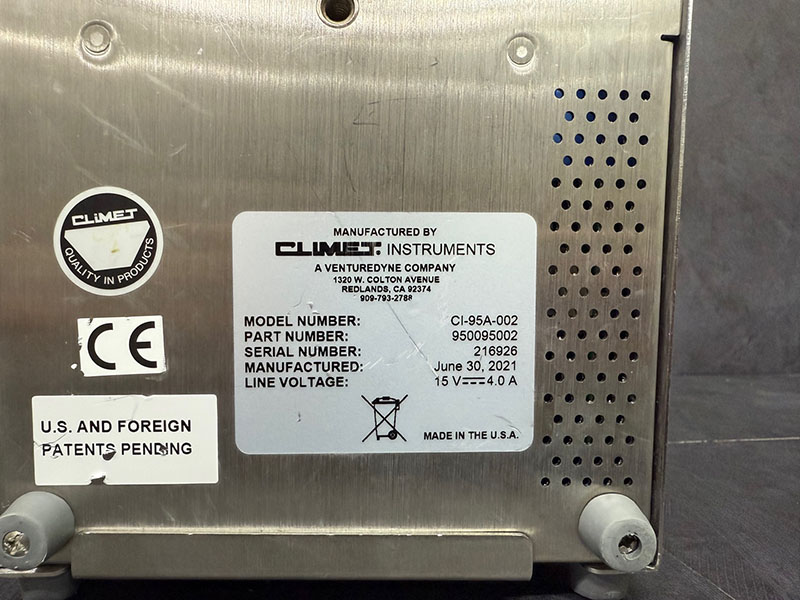 CLiMET
QUALITY IN PRODUCTS
CE
U.S. AND FOREIGN
PATENTS PENDING
MANUFACTURED BY
CLiMET. INSTRUMENTS
A VENTUREDYNE COMPANY
1320 W. COLTON AVENUE
REDLANDS, CA 92374
909-793-2788
MODEL NUMBER: CI-95A-002
PART NUMBER: 950095002
SERIAL NUMBER: 216926
MANUFACTURED: June 30, 2021
LINE VOLTAGE: 15 V⎓4.0 A
MADE IN THE U.S.A.